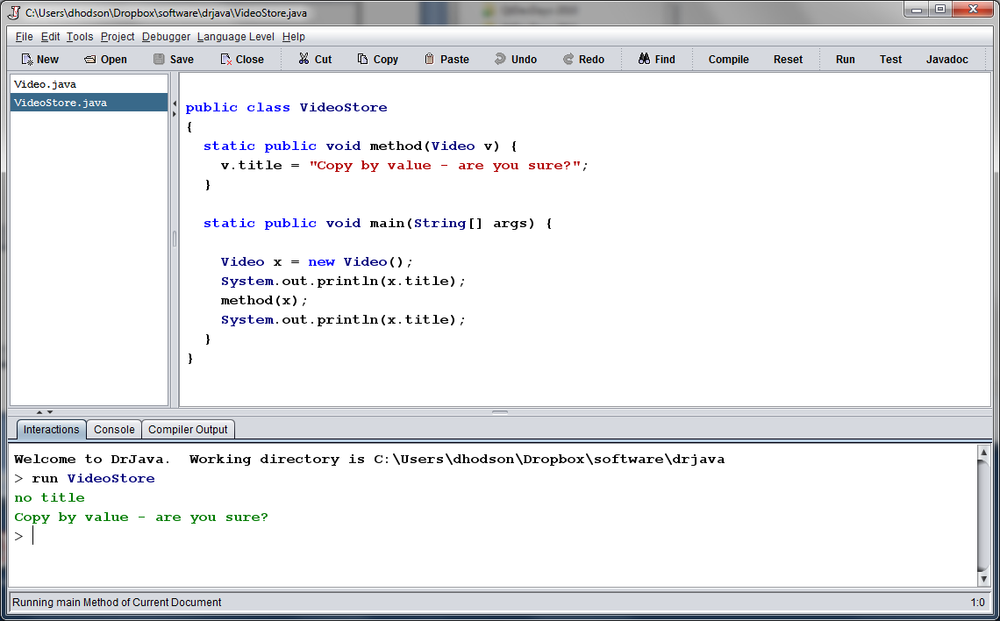 C:\Users\dhodson\Dropbox\software\drjava\VideoStore.java
File Edit Tools Project Debugger Language Level Help
New Open Save Close Cut Copy Paste Undo Redo Find Compile Reset Run Test Javadoc
Video.java
VideoStore.java
public class VideoStore
{
static public void method(Video v) {
v.title = "Copy by value - are you sure?";
}
static public void main(String[] args) {
Video x = new Video();
System.out.println(x.title);
method(x);
System.out.println(x.title);
}
}
Interactions Console Compiler Output
Welcome to DrJava.  Working directory is C:\Users\dhodson\Dropbox\software\drjava
> run VideoStore
no title
Copy by value - are you sure?
>
Running main Method of Current Document 1:0